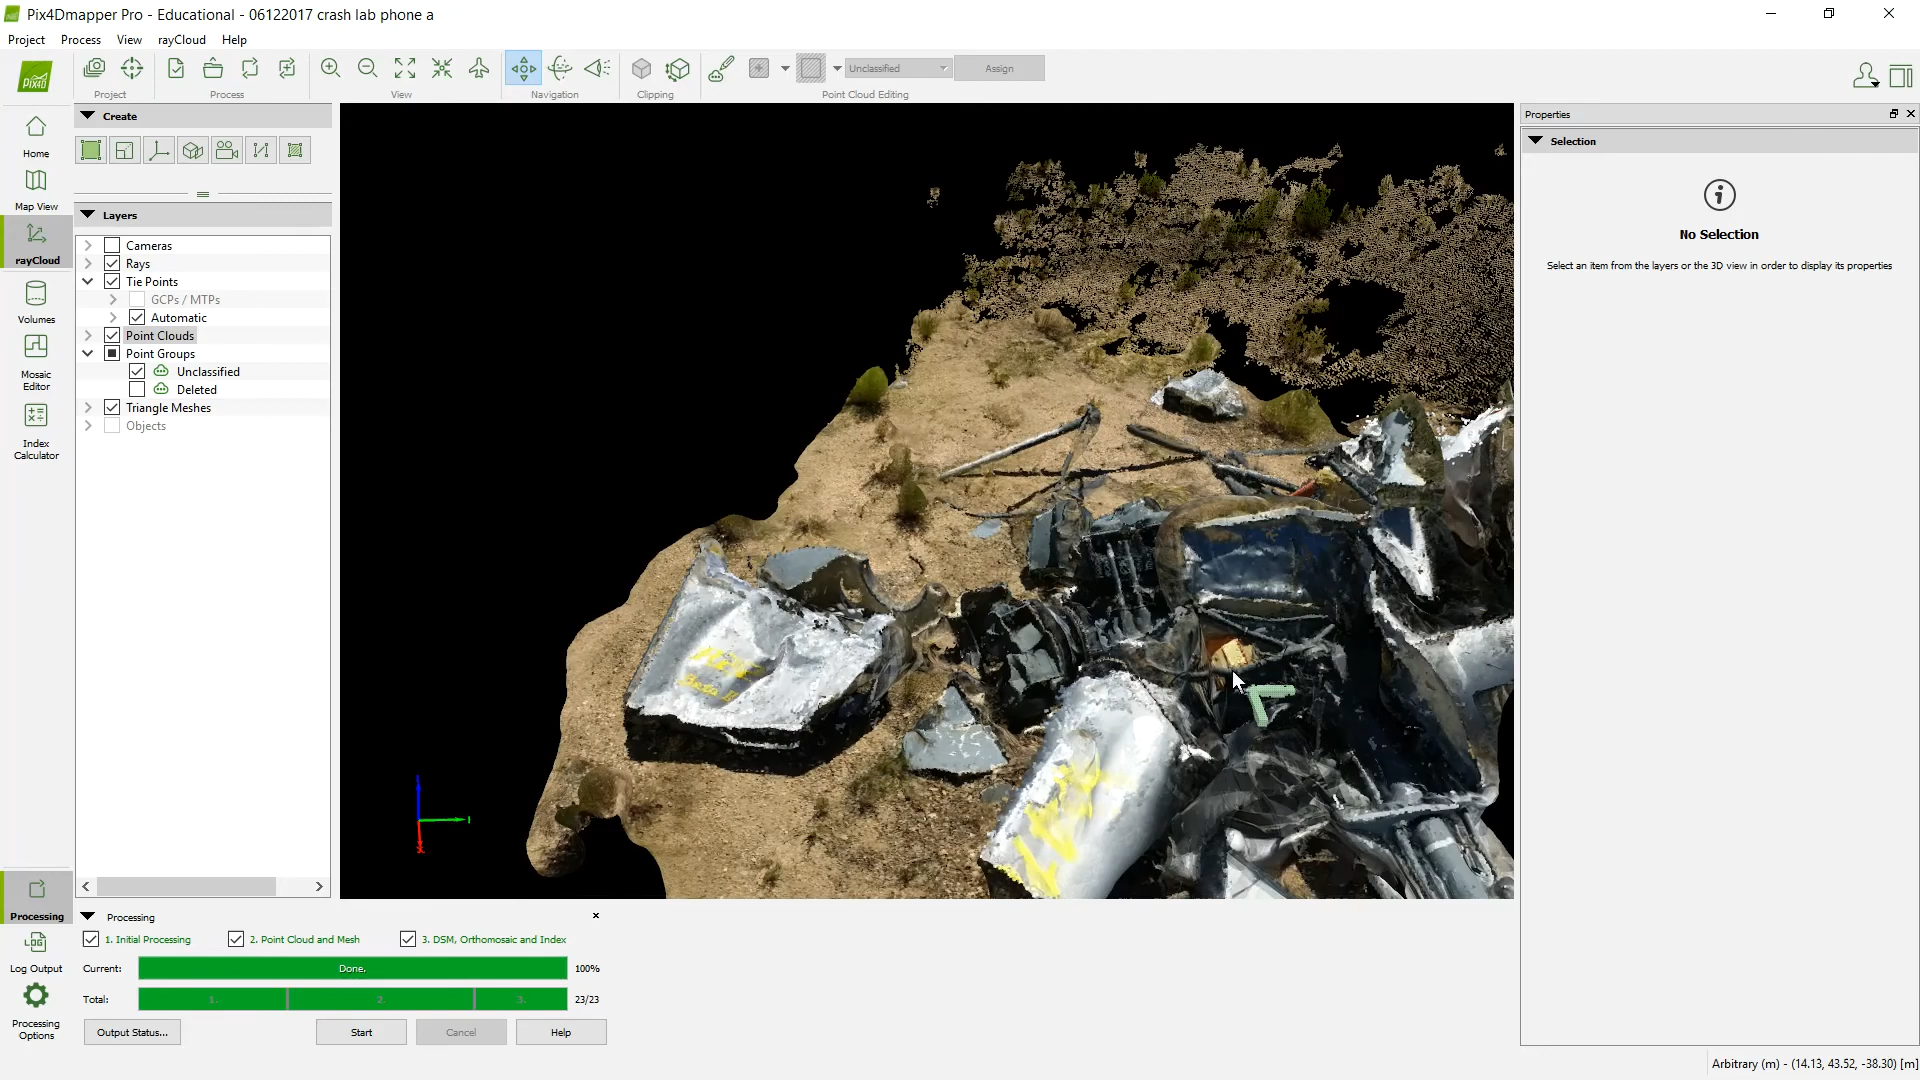 Pix4Dmapper Pro - Educational - 06122017 crash lab phone a
Project Process View rayCloud Help
PIX4D
Unclassified
Assign
Project Process View Navigation Clipping Point Cloud Editing
Home
Map View
rayCloud
Volumes
Mosaic
Editor
Index
Calculator
Create
Layers
Cameras
Rays
Tie Points
GCPs / MTPs
Automatic
Point Clouds
Point Groups
Unclassified
Deleted
Triangle Meshes
Objects
Properties
Selection
No Selection
Select an item from the layers or the 3D view in order to display its properties
Processing
LOG
Log Output
Processing
Options
Processing
1. Initial Processing 2. Point Cloud and Mesh 3. DSM, Orthomosaic and Index
Current: Done. 100%
Total: 1. 2. 3. 23/23
Output Status... Start Cancel Help
Arbitrary (m) - (14.13, 43.52, -38.30) [m]